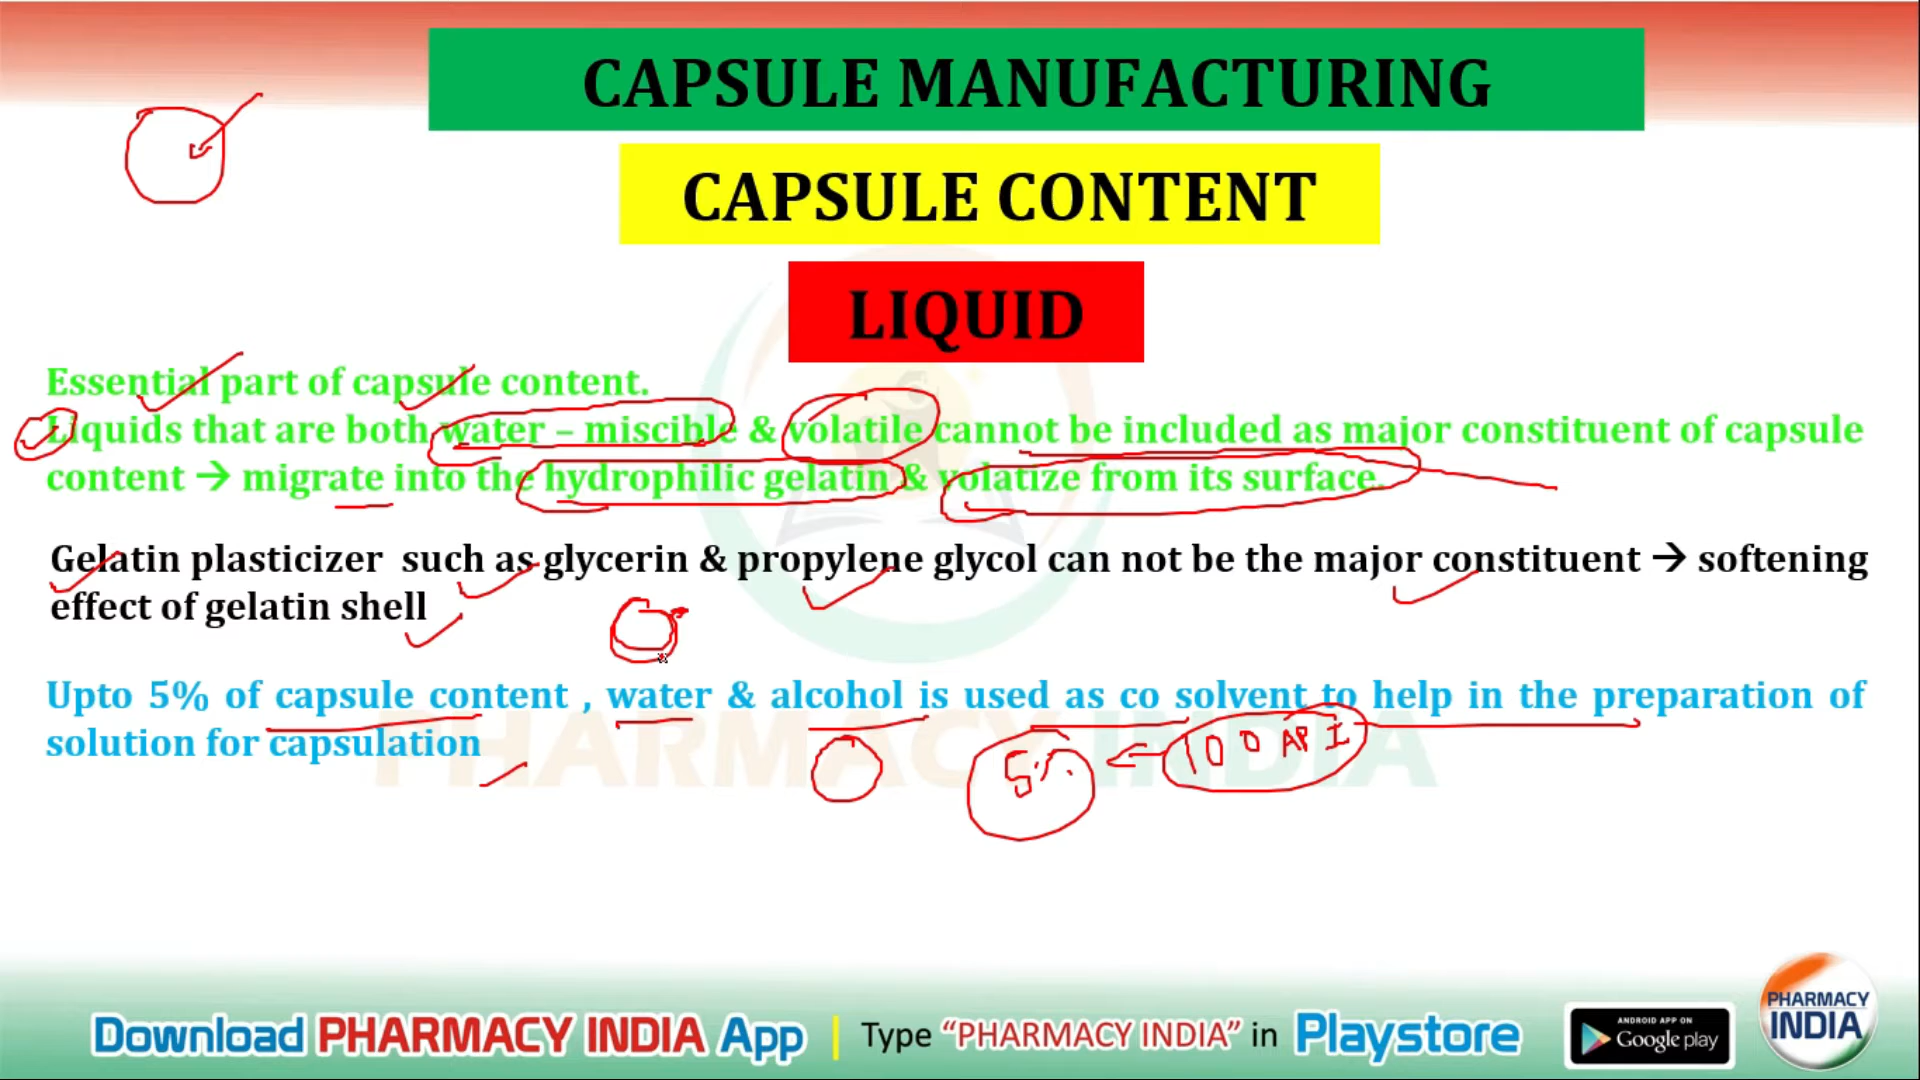 CAPSULE MANUFACTURING
CAPSULE CONTENT
LIQUID
Essential part of capsule content.
Liquids that are both water – miscible & volatile cannot be included as major constituent of capsule
content → migrate into the hydrophilic gelatin & volatize from its surface.
Gelatin plasticizer such as glycerin & propylene glycol can not be the major constituent → softening
effect of gelatin shell
Upto 5% of capsule content , water & alcohol is used as co solvent to help in the preparation of
solution for capsulation
5% ← 100 API
PHARMACY INDIA
Download PHARMACY INDIA App | Type “PHARMACY INDIA” in Playstore
ANDROID APP ON
Google play
PHARMACY
INDIA